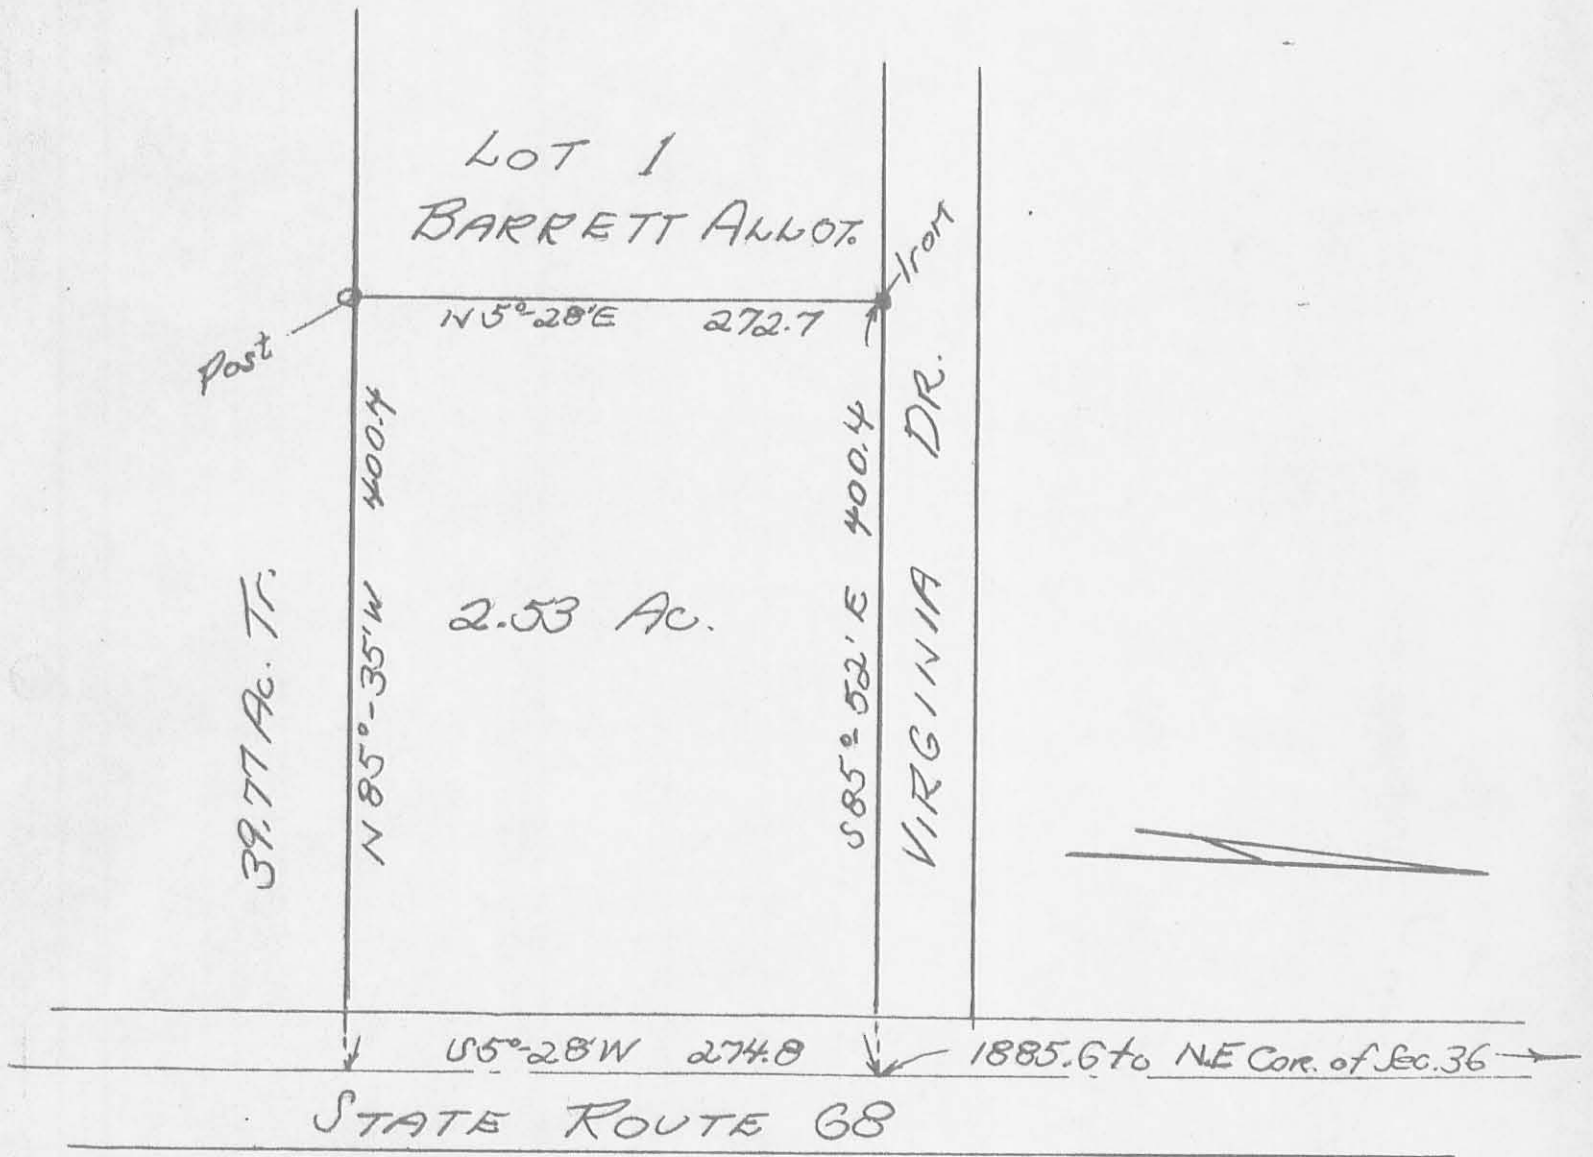 LOT 1
BARRETT ALLOT.
Iron
N5°-28'E 272.7
Post
N 85°-35'W 400.4
S85°52'E 400.4
VIRGINIA DR.
39.77 Ac. Tr.
2.53 Ac.
S5°-28'W 274.8
1885.6 to N.E Cor. of Sec. 36
STATE ROUTE 68